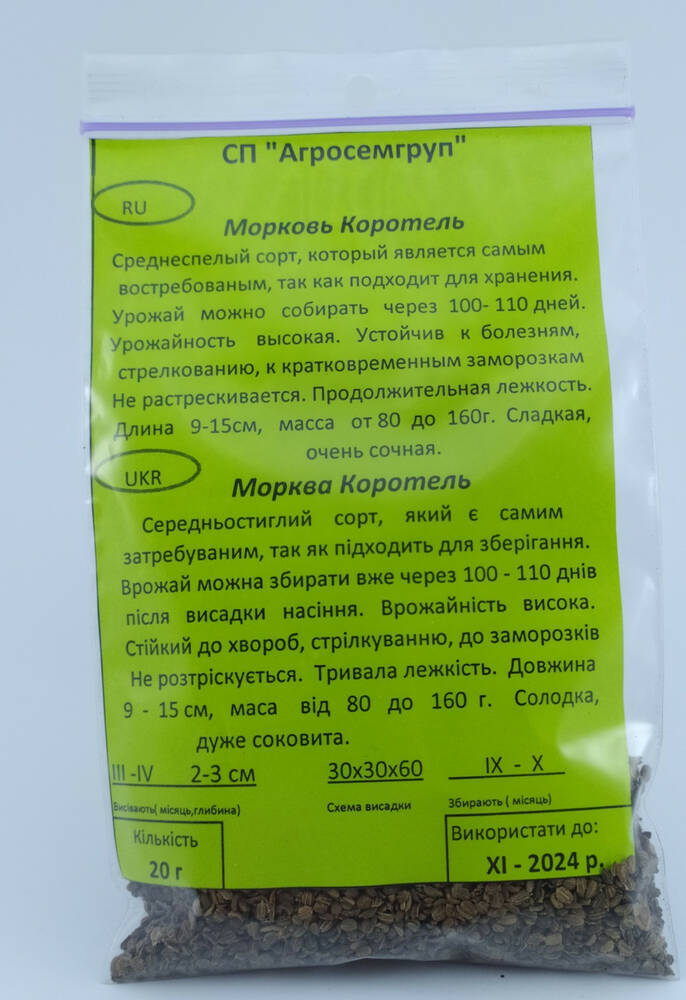 СП "Агросемгруп"
RU
Морковь Коротель
Среднеспелый сорт, который является самым
востребованым, так как подходит для хранения.
Урожай можно собирать через 100- 110 дней.
Урожайность высокая. Устойчив к болезням,
стрелкованию, к кратковременным заморозкам
Не растрескивается. Продолжительная лежкость.
Длина 9-15см, масса от 80 до 160г. Сладкая,
очень сочная.
UKR
Морква Коротель
Середньостиглий сорт, який є самим
затребуваним, так як підходить для зберігання.
Врожай можна збирати вже через 100 - 110 днів
після висадки насіння. Врожайність висока.
Стійкий до хвороб, стрілкуванню, до заморозків
Не розтріскується. Тривала лежкість. Довжина
9 - 15 см, маса від 80 до 160 г. Солодка,
дуже соковита.
III -IV 2-3 см 30х30х60 IX - X
Висівають( місяць,глибина) Схема висадки Збирають ( місяць)
Кількість Використати до:
20 г XI - 2024 р.